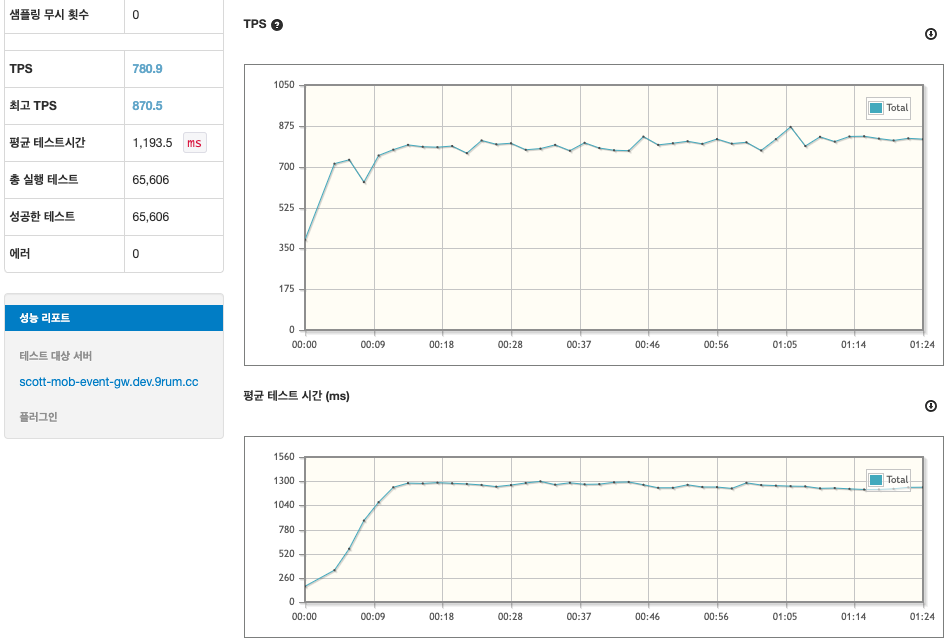 샘플링 무시 횟수 0
TPS 780.9
최고 TPS 870.5
평균 테스트시간 1,193.5 ms
총 실행 테스트 65,606
성공한 테스트 65,606
에러 0
성능 리포트
테스트 대상 서버
scott-mob-event-gw.dev.9rum.cc
플러그인
TPS ?
1050
875
700
525
350
175
0
Total
00:00 00:09 00:18 00:28 00:37 00:46 00:56 01:05 01:14 01:24
평균 테스트 시간 (ms)
1560
1300
1040
780
520
260
0
Total
00:00 00:09 00:18 00:28 00:37 00:46 00:56 01:05 01:14 01:24